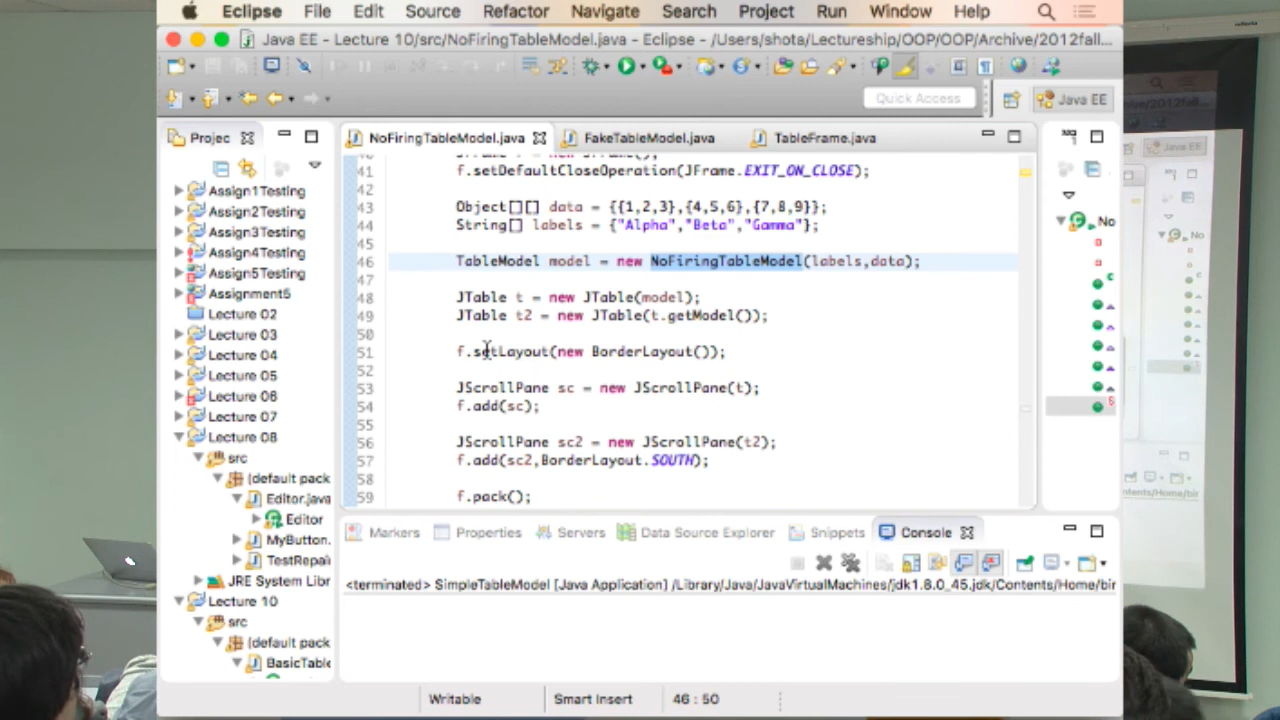 Eclipse File Edit Source Refactor Navigate Search Project Run Window Help
Java EE - Lecture 10/src/NoFiringTableModel.java - Eclipse - /Users/shota/Lectureship/OOP/OOP/Archive/2012fall...
Quick Access
Java EE
Projec
NoFiringTableModel.java
FakeTableModel.java
TableFrame.java
Assign1Testing
Assign2Testing
Assign3Testing
Assign4Testing
Assign5Testing
Assignment5
Lecture 02
Lecture 03
Lecture 04
Lecture 05
Lecture 06
Lecture 07
Lecture 08
src
(default pack
Editor.java
Editor
MyButton.
TestRepai
JRE System Libr
Lecture 10
src
(default pack
BasicTable
41 f.setDefaultCloseOperation(JFrame.EXIT_ON_CLOSE);
42
43 Object[][] data = {{1,2,3},{4,5,6},{7,8,9}};
44 String[] labels = {"Alpha","Beta","Gamma"};
45
46 TableModel model = new NoFiringTableModel(labels,data);
47
48 JTable t = new JTable(model);
49 JTable t2 = new JTable(t.getModel());
50
51 f.setLayout(new BorderLayout());
52
53 JScrollPane sc = new JScrollPane(t);
54 f.add(sc);
55
56 JScrollPane sc2 = new JScrollPane(t2);
57 f.add(sc2,BorderLayout.SOUTH);
58
59 f.pack();
No
Markers Properties Servers Data Source Explorer Snippets Console
<terminated> SimpleTableModel [Java Application] /Library/Java/JavaVirtualMachines/jdk1.8.0_45.jdk/Contents/Home/bir
Writable Smart Insert 46 : 50
Java EE
No
ntents/Home/bir